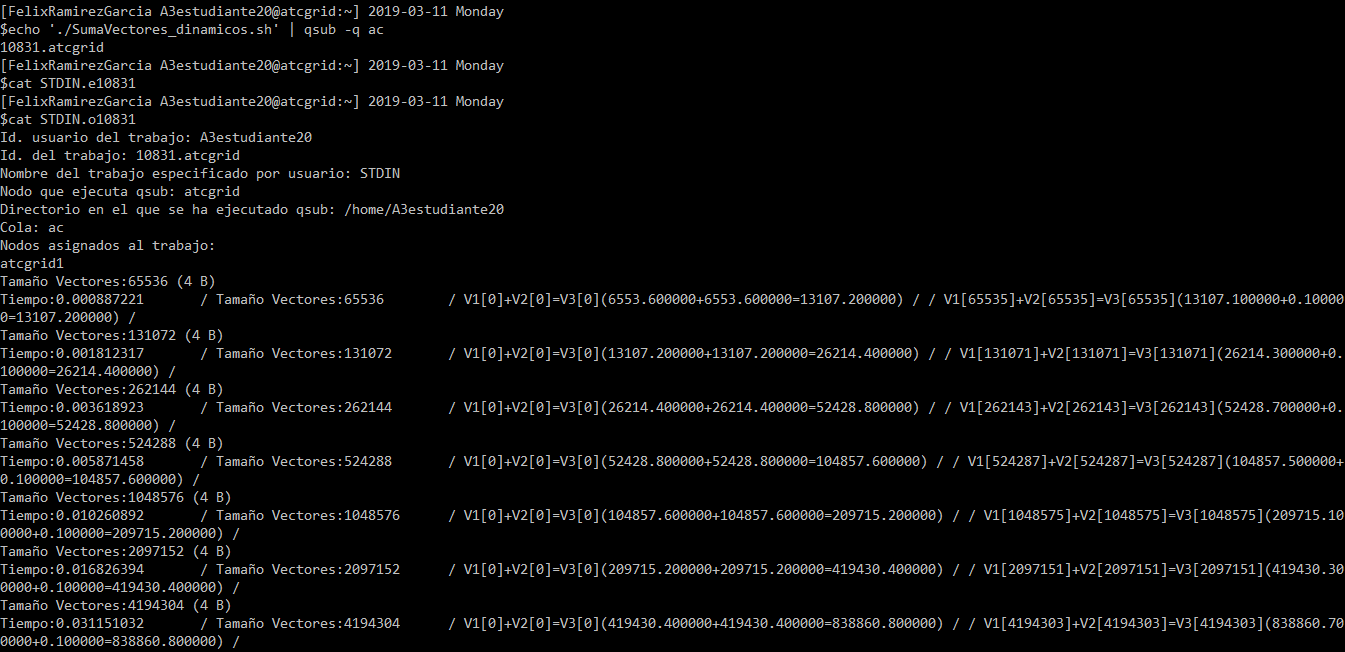 [FelixRamirezGarcia A3estudiante20@atcgrid:~] 2019-03-11 Monday
$echo './SumaVectores_dinamicos.sh' | qsub -q ac
10831.atcgrid
[FelixRamirezGarcia A3estudiante20@atcgrid:~] 2019-03-11 Monday
$cat STDIN.e10831
[FelixRamirezGarcia A3estudiante20@atcgrid:~] 2019-03-11 Monday
$cat STDIN.o10831
Id. usuario del trabajo: A3estudiante20
Id. del trabajo: 10831.atcgrid
Nombre del trabajo especificado por usuario: STDIN
Nodo que ejecuta qsub: atcgrid
Directorio en el que se ha ejecutado qsub: /home/A3estudiante20
Cola: ac
Nodos asignados al trabajo:
atcgrid1
Tamaño Vectores:65536 (4 B)
Tiempo:0.000887221       / Tamaño Vectores:65536        / V1[0]+V2[0]=V3[0](6553.600000+6553.600000=13107.200000) / / V1[65535]+V2[65535]=V3[65535](13107.100000+0.10000
0=13107.200000) /
Tamaño Vectores:131072 (4 B)
Tiempo:0.001812317       / Tamaño Vectores:131072       / V1[0]+V2[0]=V3[0](13107.200000+13107.200000=26214.400000) / / V1[131071]+V2[131071]=V3[131071](26214.300000+0.
100000=26214.400000) /
Tamaño Vectores:262144 (4 B)
Tiempo:0.003618923       / Tamaño Vectores:262144       / V1[0]+V2[0]=V3[0](26214.400000+26214.400000=52428.800000) / / V1[262143]+V2[262143]=V3[262143](52428.700000+0.
100000=52428.800000) /
Tamaño Vectores:524288 (4 B)
Tiempo:0.005871458       / Tamaño Vectores:524288       / V1[0]+V2[0]=V3[0](52428.800000+52428.800000=104857.600000) / / V1[524287]+V2[524287]=V3[524287](104857.500000+
0.100000=104857.600000) /
Tamaño Vectores:1048576 (4 B)
Tiempo:0.010260892       / Tamaño Vectores:1048576      / V1[0]+V2[0]=V3[0](104857.600000+104857.600000=209715.200000) / / V1[1048575]+V2[1048575]=V3[1048575](209715.10
0000+0.100000=209715.200000) /
Tamaño Vectores:2097152 (4 B)
Tiempo:0.016826394       / Tamaño Vectores:2097152      / V1[0]+V2[0]=V3[0](209715.200000+209715.200000=419430.400000) / / V1[2097151]+V2[2097151]=V3[2097151](419430.30
0000+0.100000=419430.400000) /
Tamaño Vectores:4194304 (4 B)
Tiempo:0.031151032       / Tamaño Vectores:4194304      / V1[0]+V2[0]=V3[0](419430.400000+419430.400000=838860.800000) / / V1[4194303]+V2[4194303]=V3[4194303](838860.70
0000+0.100000=838860.800000) /